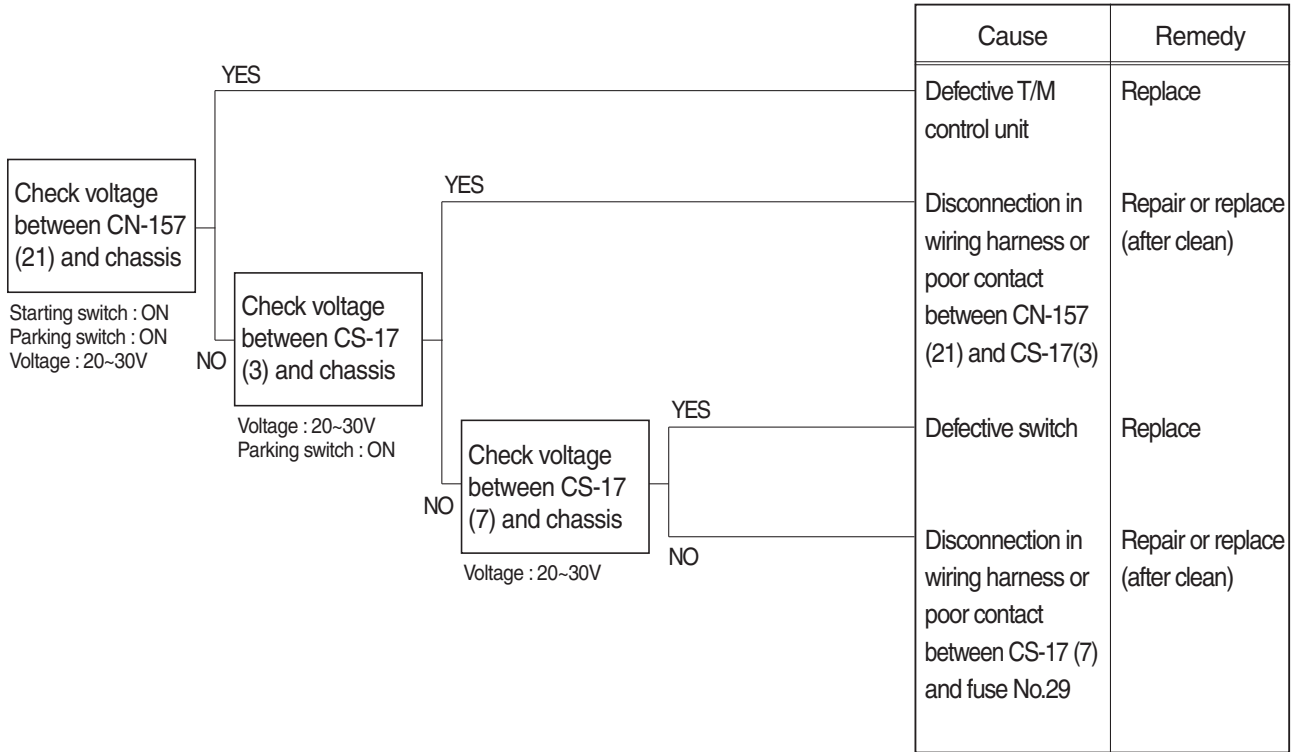 Cause
Remedy
YES
Defective T/M
control unit
Replace
Check voltage
between CN-157
(21) and chassis
Starting switch : ON
Parking switch : ON
Voltage : 20~30V
NO
YES
Disconnection in
wiring harness or
poor contact
between CN-157
(21) and CS-17(3)
Repair or replace
(after clean)
Check voltage
between CS-17
(3) and chassis
Voltage : 20~30V
Parking switch : ON
NO
YES
Defective switch
Replace
Check voltage
between CS-17
(7) and chassis
Voltage : 20~30V
NO
Disconnection in
wiring harness or
poor contact
between CS-17 (7)
and fuse No.29
Repair or replace
(after clean)